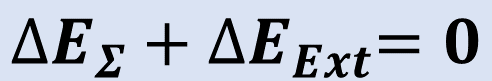 Δ𝑬_𝜮 + Δ𝑬_𝑬𝒙𝒕 = 𝟎